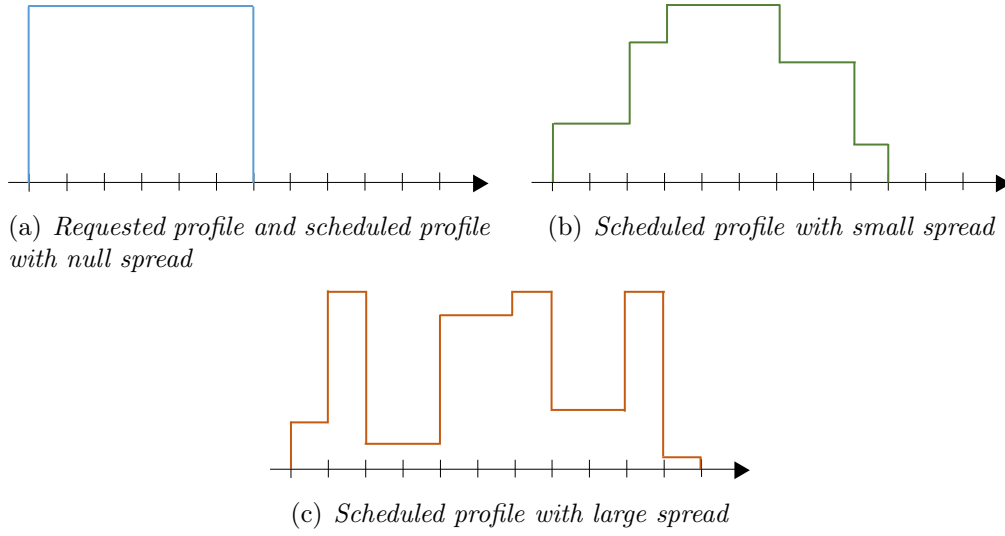 (a) Requested profile and scheduled profile
with null spread
(b) Scheduled profile with small spread
(c) Scheduled profile with large spread